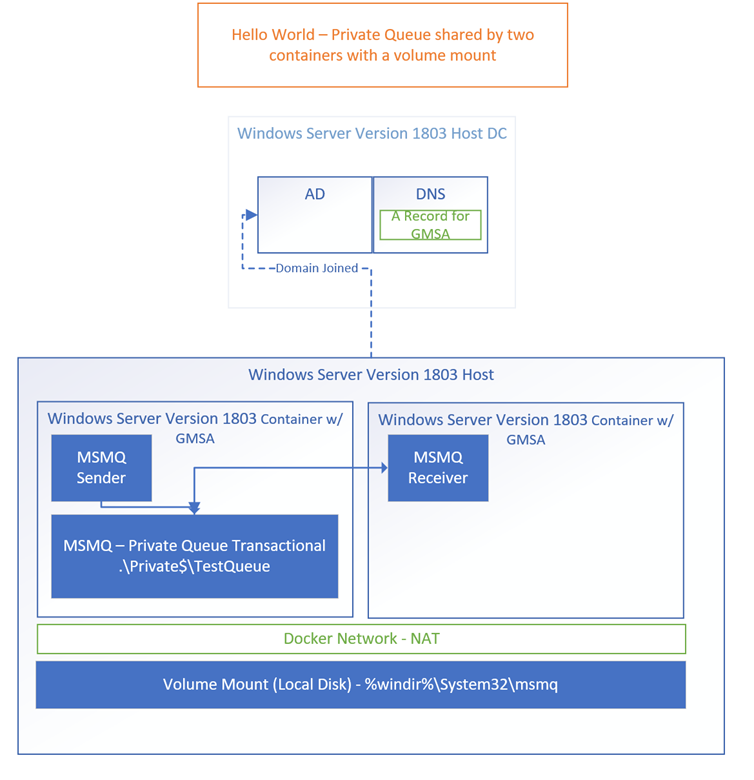 Hello World – Private Queue shared by two
containers with a volume mount
Windows Server Version 1803 Host DC
AD
DNS
A Record for
GMSA
Domain Joined
Windows Server Version 1803 Host
Windows Server Version 1803 Container w/
GMSA
MSMQ
Sender
MSMQ – Private Queue Transactional
.\Private$\TestQueue
Windows Server Version 1803 Container w/
GMSA
MSMQ
Receiver
Docker Network - NAT
Volume Mount (Local Disk) - %windir%\System32\msmq